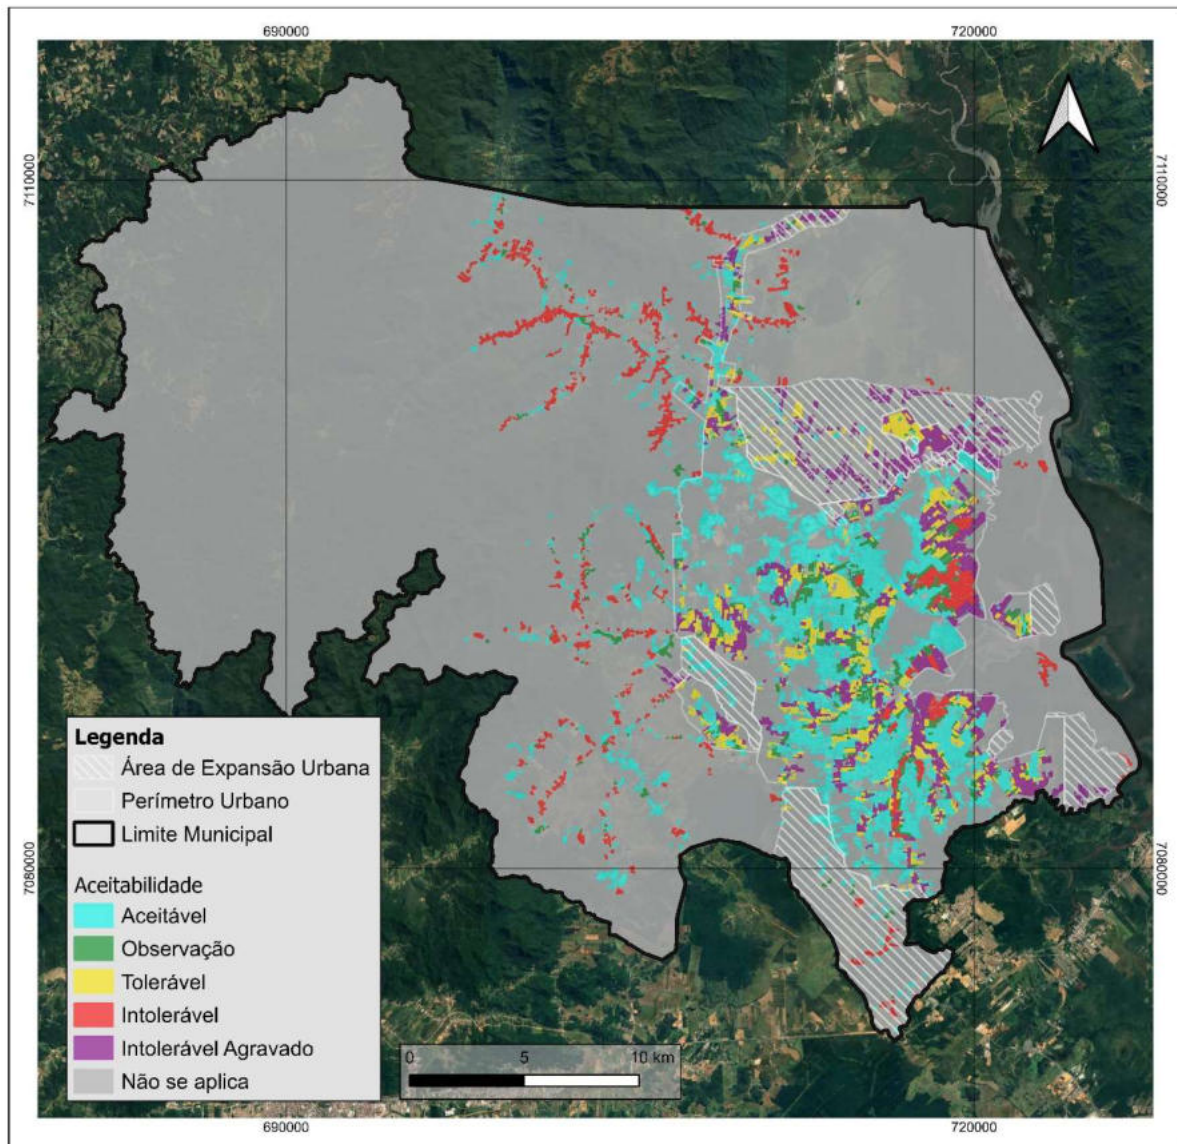 690000
720000
7110000
7110000
Legenda
Área de Expansão Urbana
Perímetro Urbano
Limite Municipal
Aceitabilidade
Aceitável
Observação
Tolerável
Intolerável
Intolerável Agravado
Não se aplica
0 5 10 km
7080000
7080000
690000
720000